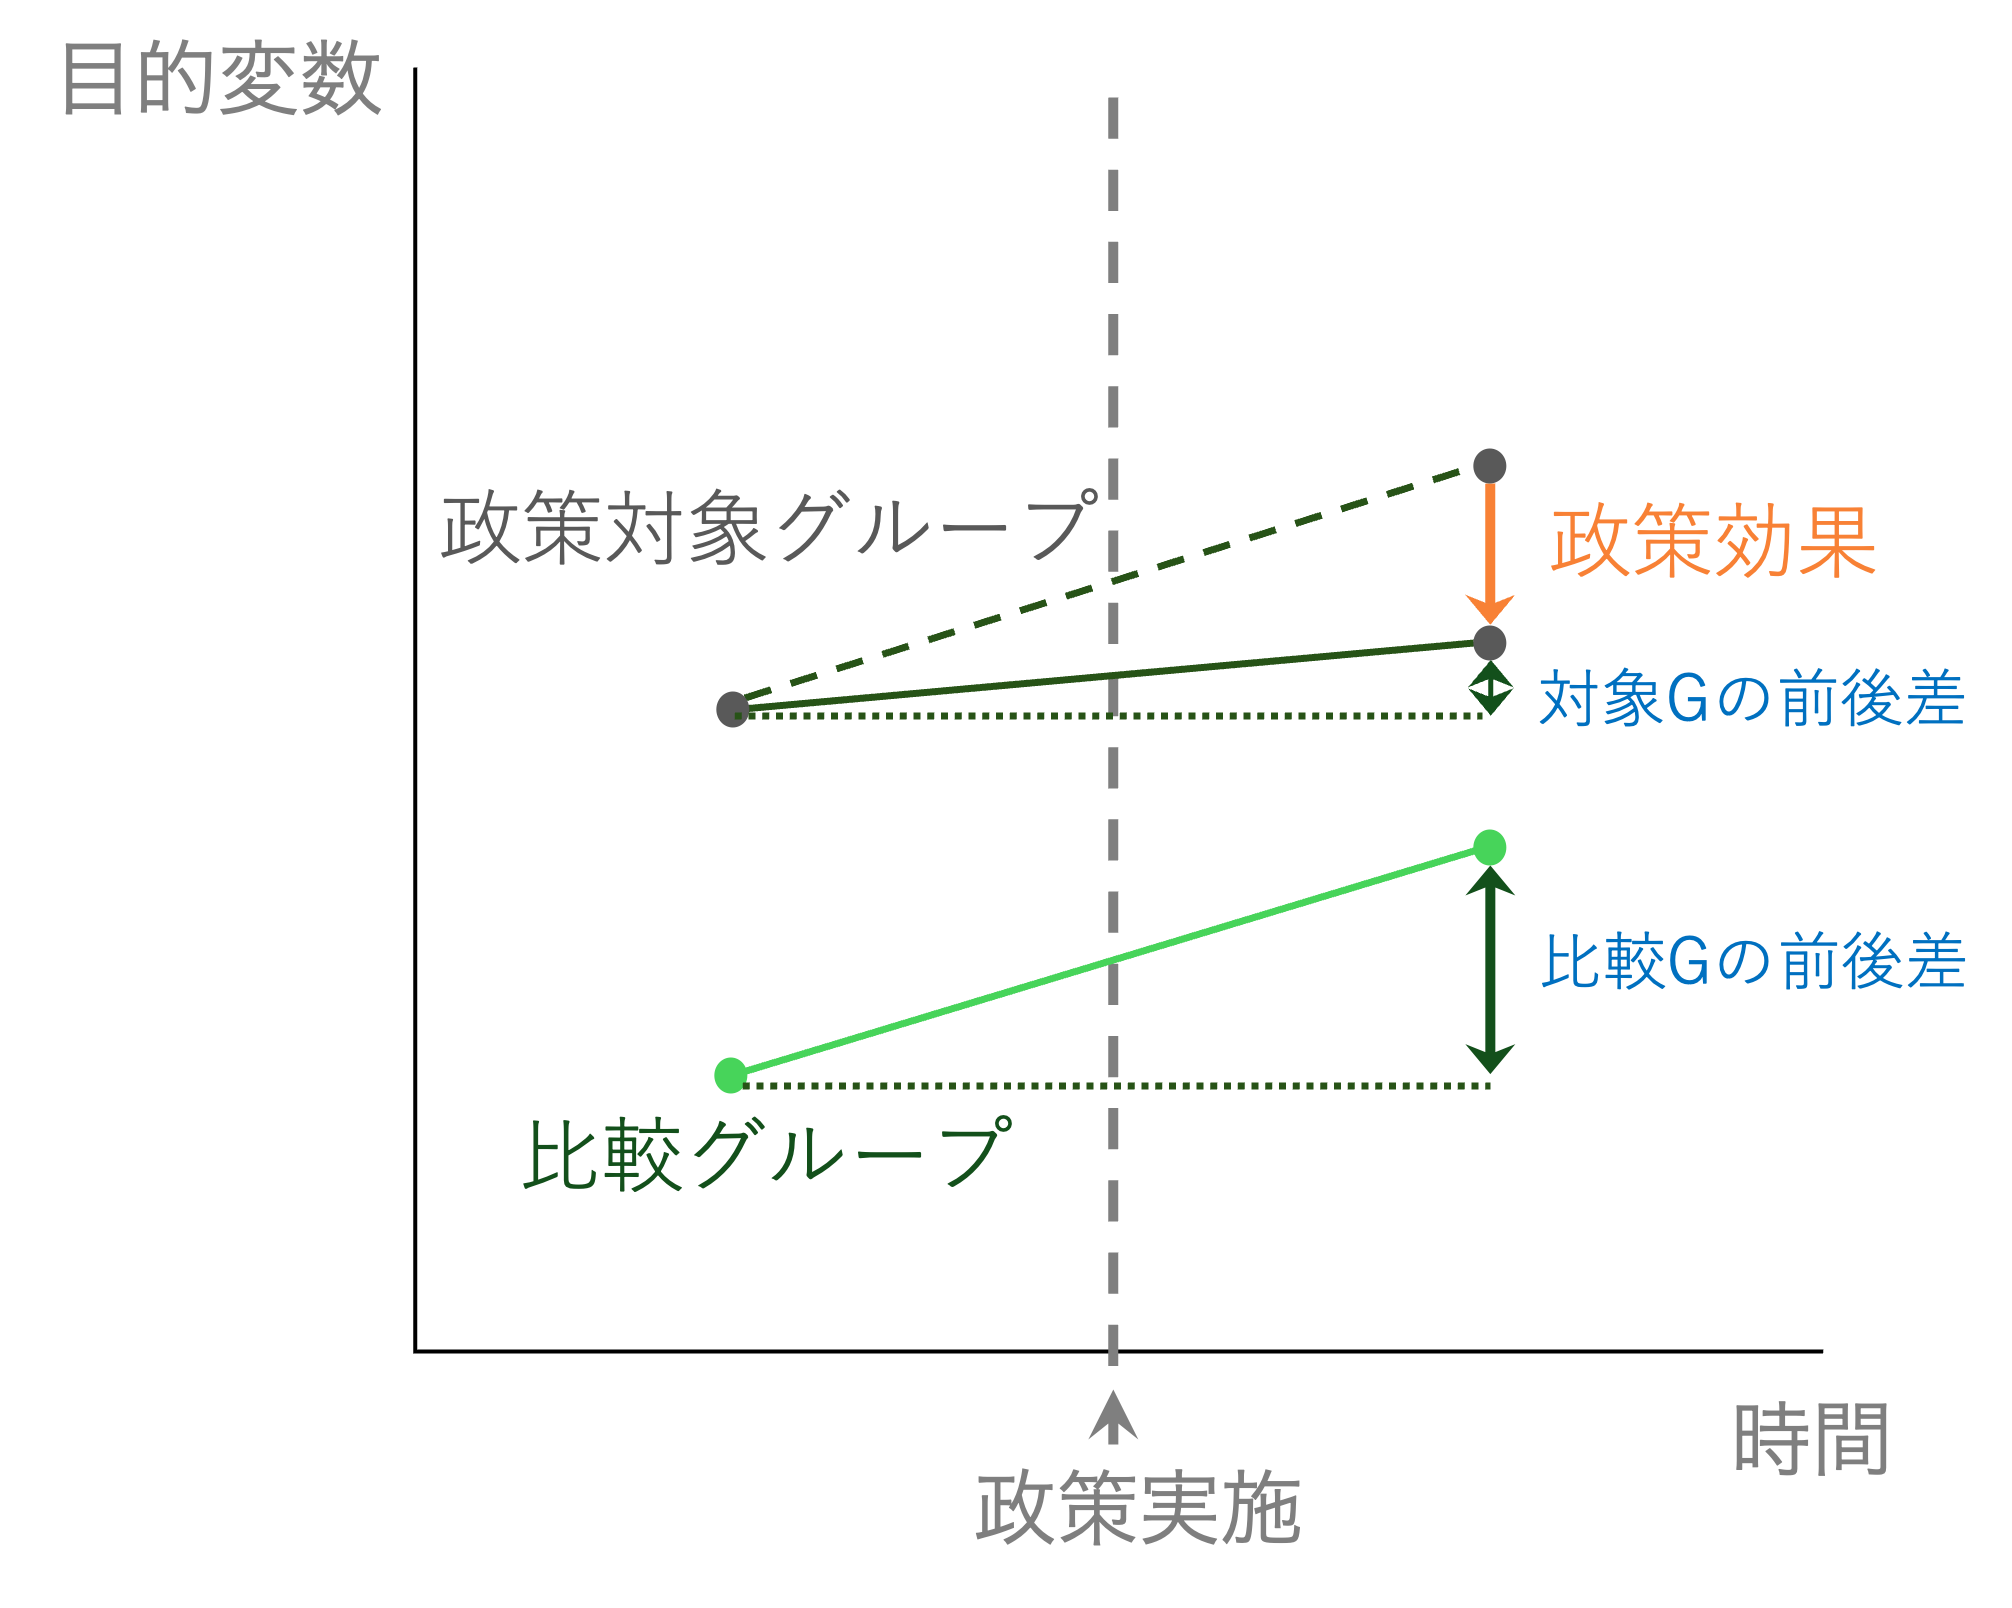 目的変数
政策対象グループ
政策効果
対象Gの前後差
比較Gの前後差
比較グループ
時間
政策実施